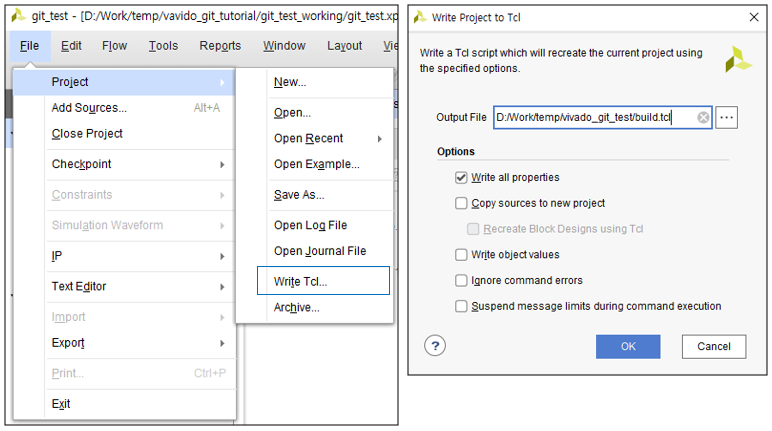 git_test - [D:/Work/temp/vavido_git_tutorial/git_test_working/git_test.xp
File Edit Flow Tools Reports Window Layout
Project
Add Sources... Alt+A
Close Project
Checkpoint
Constraints
Simulation Waveform
IP
Text Editor
Import
Export
Print... Ctrl+P
Exit
New...
Open...
Open Recent
Open Example...
Save As...
Open Log File
Open Journal File
Write Tcl...
Archive...
Write Project to Tcl
Write a Tcl script which will recreate the current project using
the specified options.
Output File D:/Work/temp/vivado_git_test/build.tcl
...
Options
Write all properties
Copy sources to new project
Recreate Block Designs using Tcl
Write object values
Ignore command errors
Suspend message limits during command execution
? OK Cancel